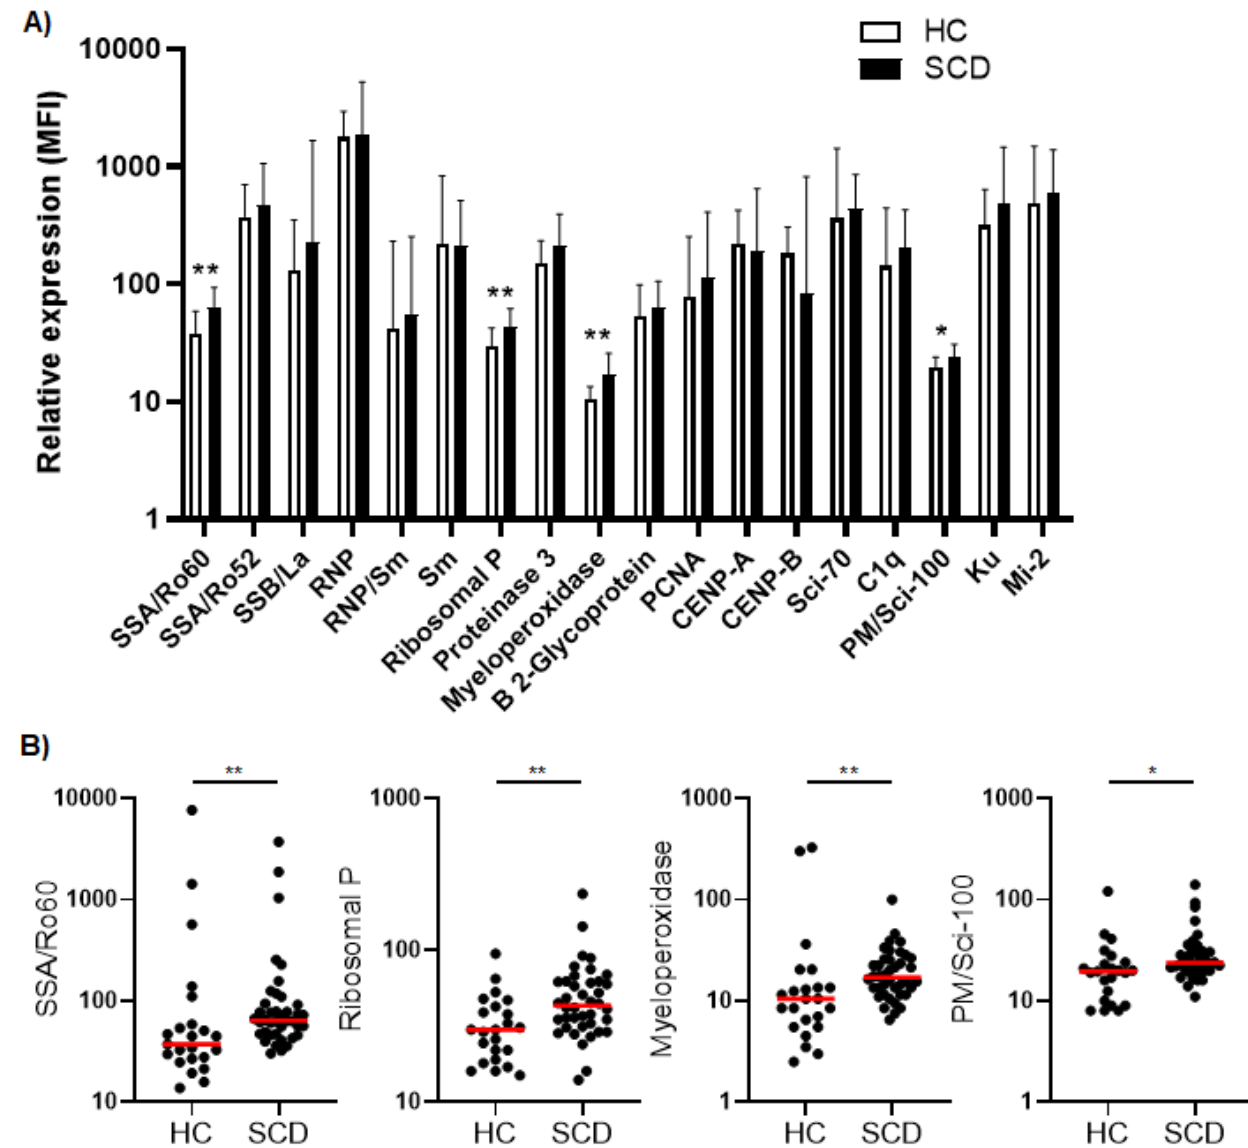 A)
HC
SCD
Relative expression (MFI)
10000
1000
100
10
1
**
**
**
*
SSA/Ro60
SSA/Ro52
SSB/La
RNP
RNP/Sm
Sm
Ribosomal P
Proteinase 3
Myeloperoxidase
B 2-Glycoprotein
PCNA
CENP-A
CENP-B
Sci-70
C1q
PM/Sci-100
Ku
Mi-2
B)
**
SSA/Ro60
10000
1000
100
10
HC SCD
**
Ribosomal P
1000
100
10
HC SCD
**
Myeloperoxidase
1000
100
10
1
HC SCD
*
PM/Sci-100
1000
100
10
1
HC SCD